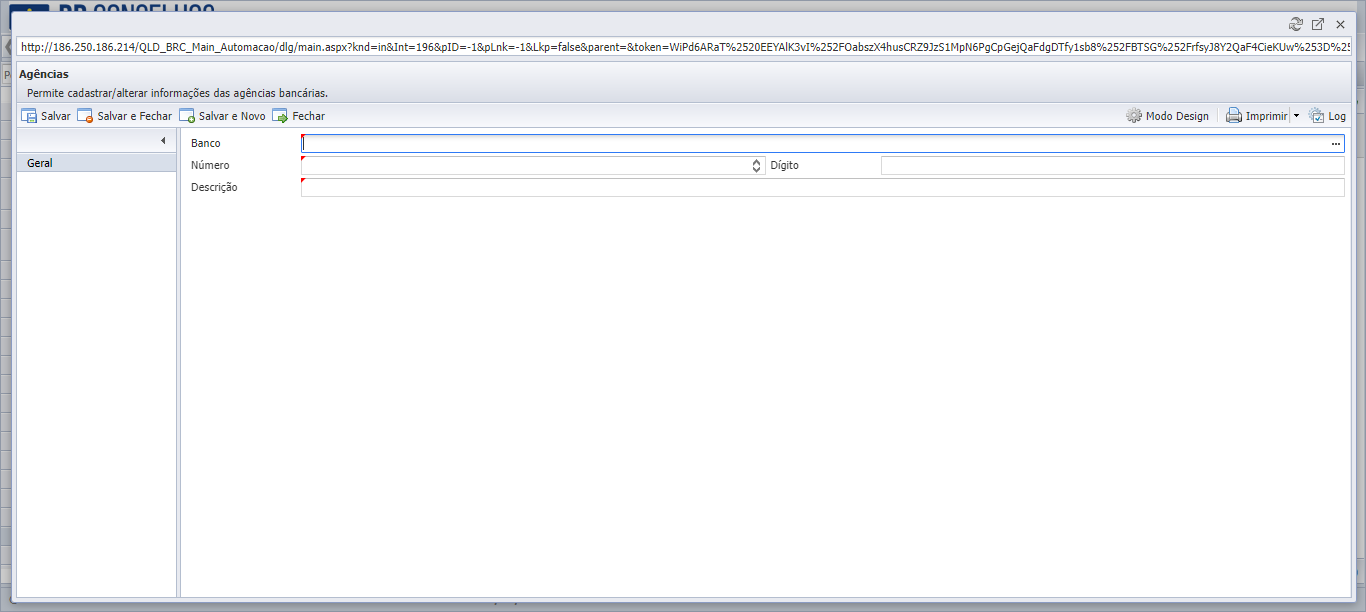 BR CONSELHOS
http://186.250.186.214/QLD_BRC_Main_Automacao/dlg/main.aspx?knd=in&Int=196&pID=-1&pLnk=-1&Lkp=false&parent=&token=WiPd6ARaT%2520EEYAlK3vI%252FOabszX4husCRZ9JzS1MpN6PgCpGejQaFdgDTfy1sb8%252FBTSG%252FrfsyJ8Y2QaF4CieKUw%253D%25
Agências
Permite cadastrar/alterar informações das agências bancárias.
Salvar Salvar e Fechar Salvar e Novo Fechar Modo Design Imprimir Log
Geral
Banco
Número Dígito
Descrição